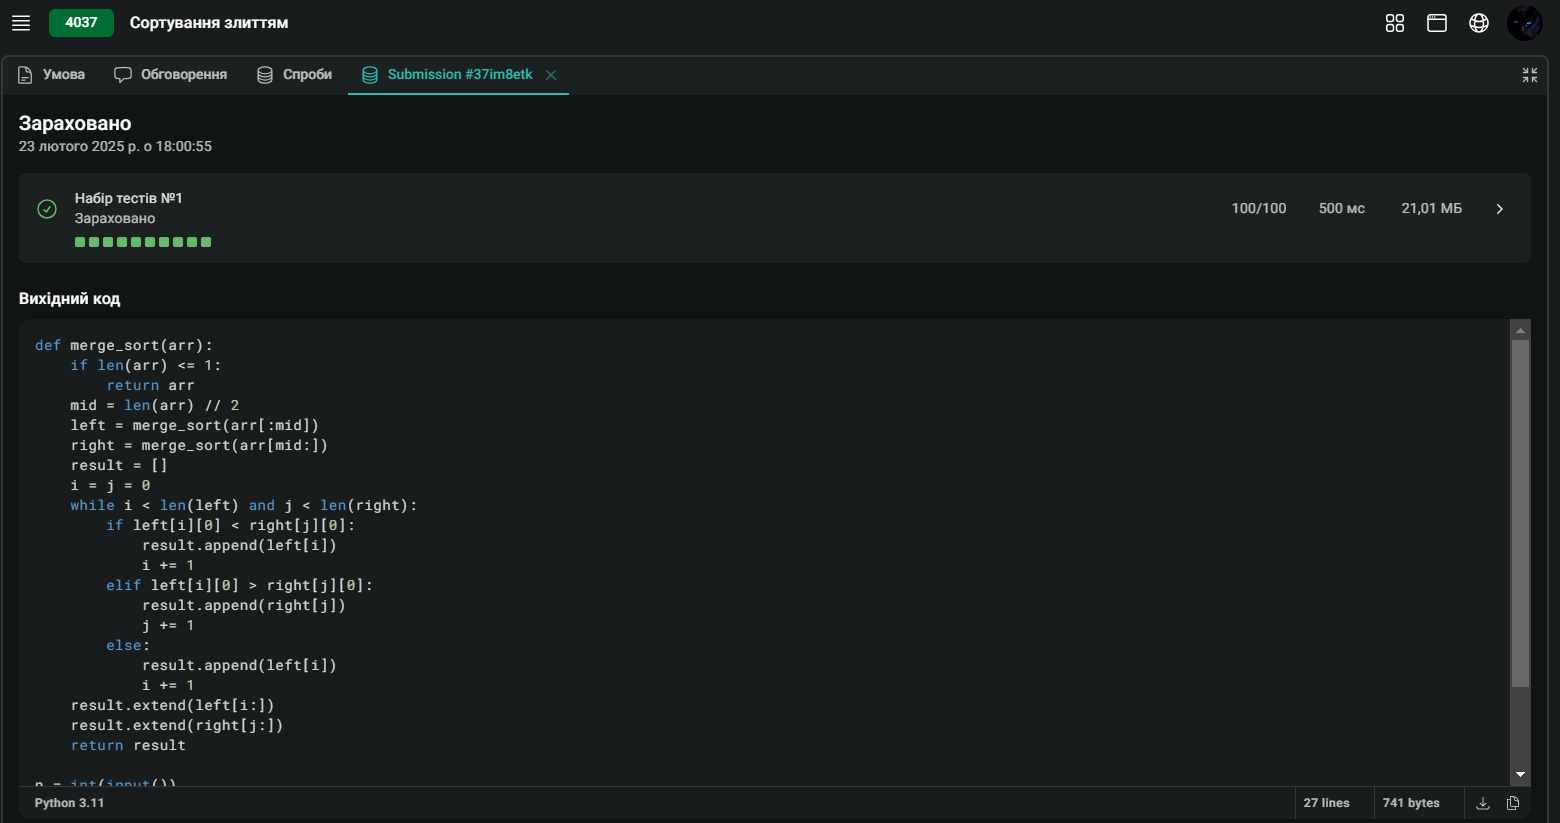 4037 Сортування злиттям
Умова Обговорення Спроби Submission #37im8etk
Зараховано
23 лютого 2025 р. о 18:00:55
Набір тестів №1
Зараховано
100/100 500 мс 21,01 МБ
Вихідний код
def merge_sort(arr):
    if len(arr) <= 1:
        return arr
    mid = len(arr) // 2
    left = merge_sort(arr[:mid])
    right = merge_sort(arr[mid:])
    result = []
    i = j = 0
    while i < len(left) and j < len(right):
        if left[i][0] < right[j][0]:
            result.append(left[i])
            i += 1
        elif left[i][0] > right[j][0]:
            result.append(right[j])
            j += 1
        else:
            result.append(left[i])
            i += 1
    result.extend(left[i:])
    result.extend(right[j:])
    return result
n = int(input())
Python 3.11 27 lines 741 bytes